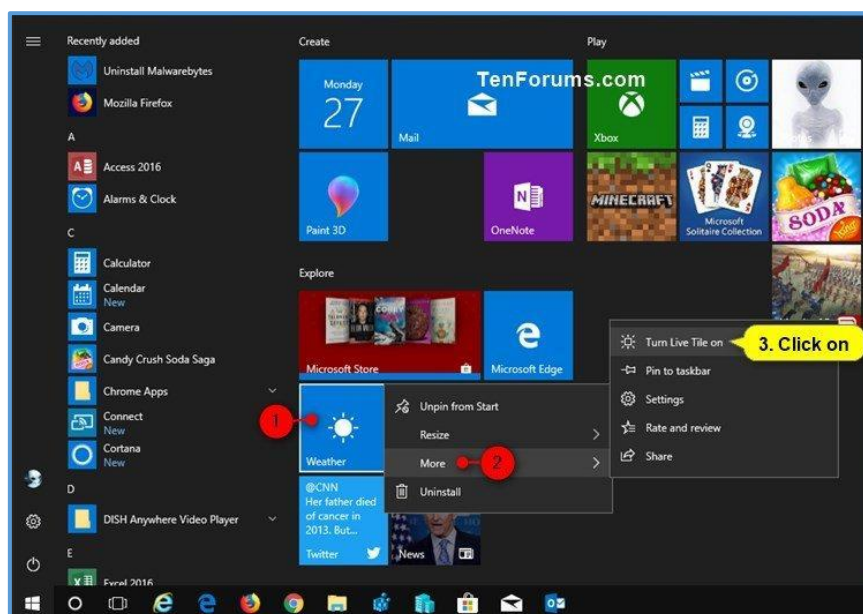 Recently added
Uninstall Malwarebytes
Mozilla Firefox
A
Access 2016
Alarms & Clock
C
Calculator
Calendar
New
Camera
Candy Crush Soda Saga
Chrome Apps
Connect
New
Cortana
New
D
DISH Anywhere Video Player
E
Excel 2016
Create
Monday
27
TenForums.com
Mail
Paint 3D
OneNote
Play
Xbox
MINECRAFT
Microsoft
Solitaire Collection
SODA
Explore
Microsoft Store
Microsoft Edge
1
Weather
@CNN
Her father died
of cancer in
2013. But...
Twitter
News
Unpin from Start
Resize
More
2
Uninstall
Turn Live Tile on
3. Click on
Pin to taskbar
Settings
Rate and review
Share